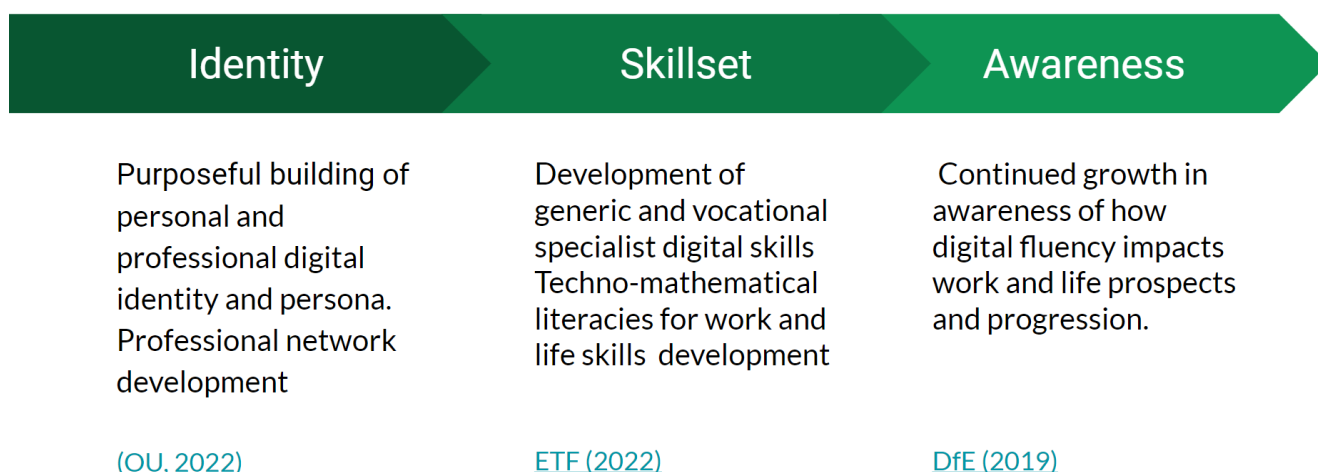 Identity
Purposeful building of
personal and
professional digital
identity and persona.
Professional network
development
(OU, 2022)
Skillset
Development of
generic and vocational
specialist digital skills
Techno-mathematical
literacies for work and
life skills development
ETF (2022)
Awareness
Continued growth in
awareness of how
digital fluency impacts
work and life prospects
and progression.
DfE (2019)